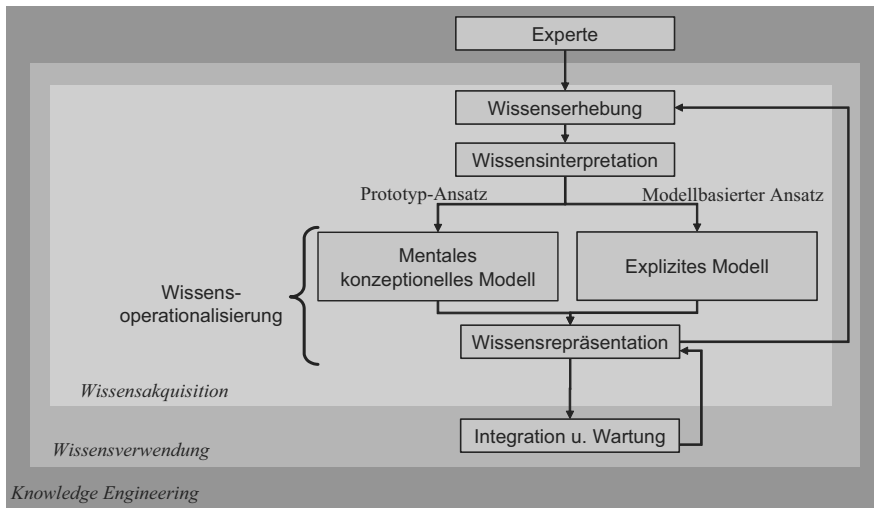 Experte
Wissenserhebung
Wissensinterpretation
Prototyp-Ansatz
Modellbasierter Ansatz
Mentales
konzeptionelles Modell
Explizites Modell
Wissens-
operationalisierung
Wissensrepräsentation
Wissensakquisition
Integration u. Wartung
Wissensverwendung
Knowledge Engineering